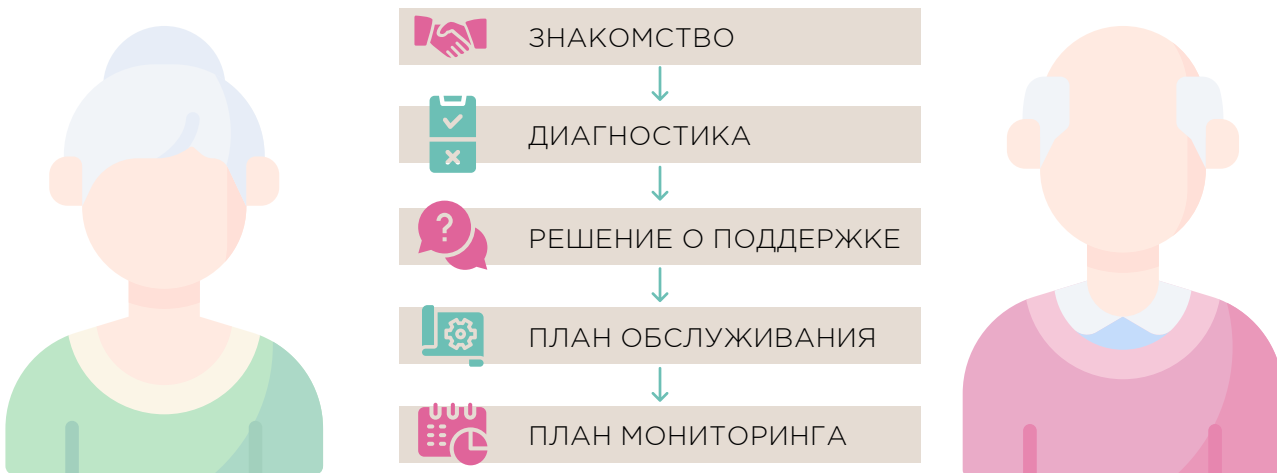 ЗНАКОМСТВО
ДИАГНОСТИКА
РЕШЕНИЕ О ПОДДЕРЖКЕ
ПЛАН ОБСЛУЖИВАНИЯ
ПЛАН МОНИТОРИНГА